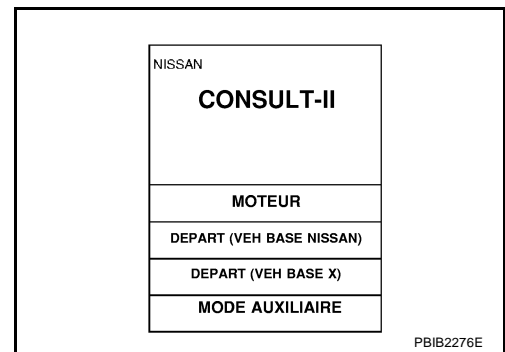 NISSAN
CONSULT-II
MOTEUR
DEPART (VEH BASE NISSAN)
DEPART (VEH BASE X)
MODE AUXILIAIRE
PBIB2276E